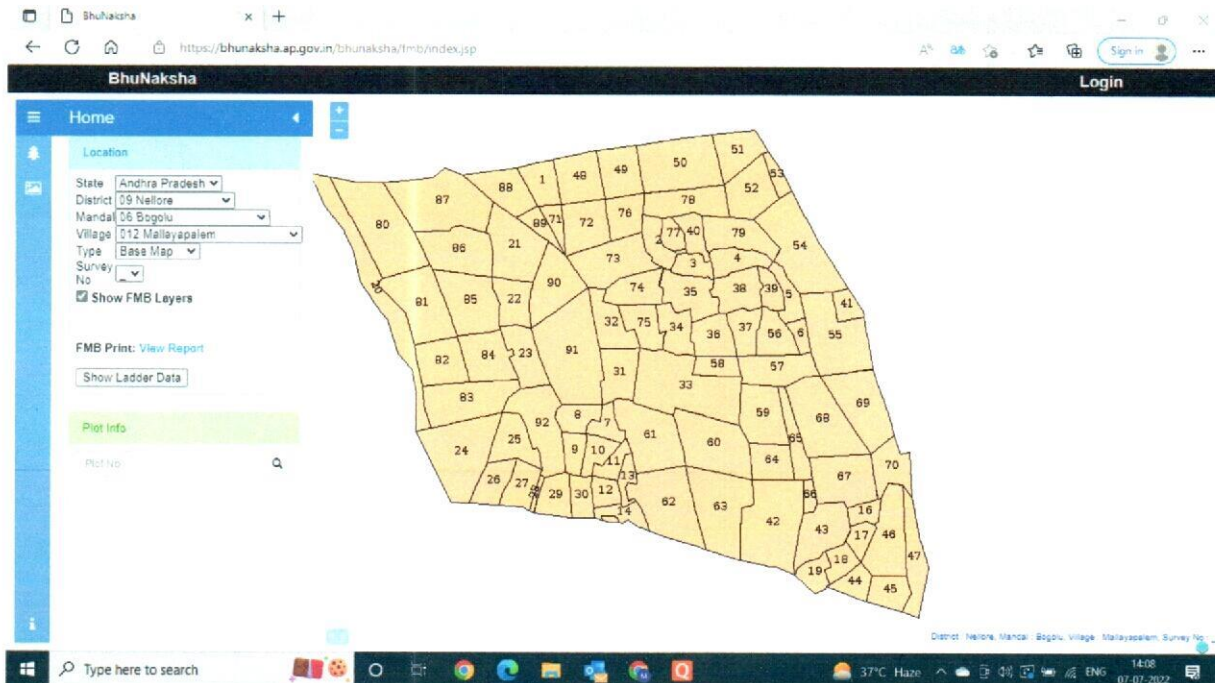 BhuNaksha
https://bhunaksha.ap.gov.in/bhunaksha/fmb/index.jsp
Sign in
BhuNaksha
Login
Home
Location
State Andhra Pradesh
District 09 Nellore
Mandal 06 Bogolu
Village 012 Mallayapalem
Type Base Map
Survey No
Show FMB Layers
FMB Print: View Report
Show Ladder Data
Plot Info
Plot No
51
50
49
48
1
53
88
52
87
78
76
80
89 71 72
77 40 79
2
21
54
86
73
4
3
90
74
35
38 39 5
20
81
85
22
41
32 75 34 36 37 56 6 55
91
82
84
23
58
57
31
33
83
69
59
68
8
7
92
61
60
65
25
24
9 10
11
64
13
67
70
26 27
28 29 30 12
62
63
66
14
42
16
43
17
46
18
47
19
44
45
District : Nellore, Mandal : Bogolu, Village : Mallayapalem, Survey No :
Type here to search
37°C Haze
ENG
14:08
07-07-2022